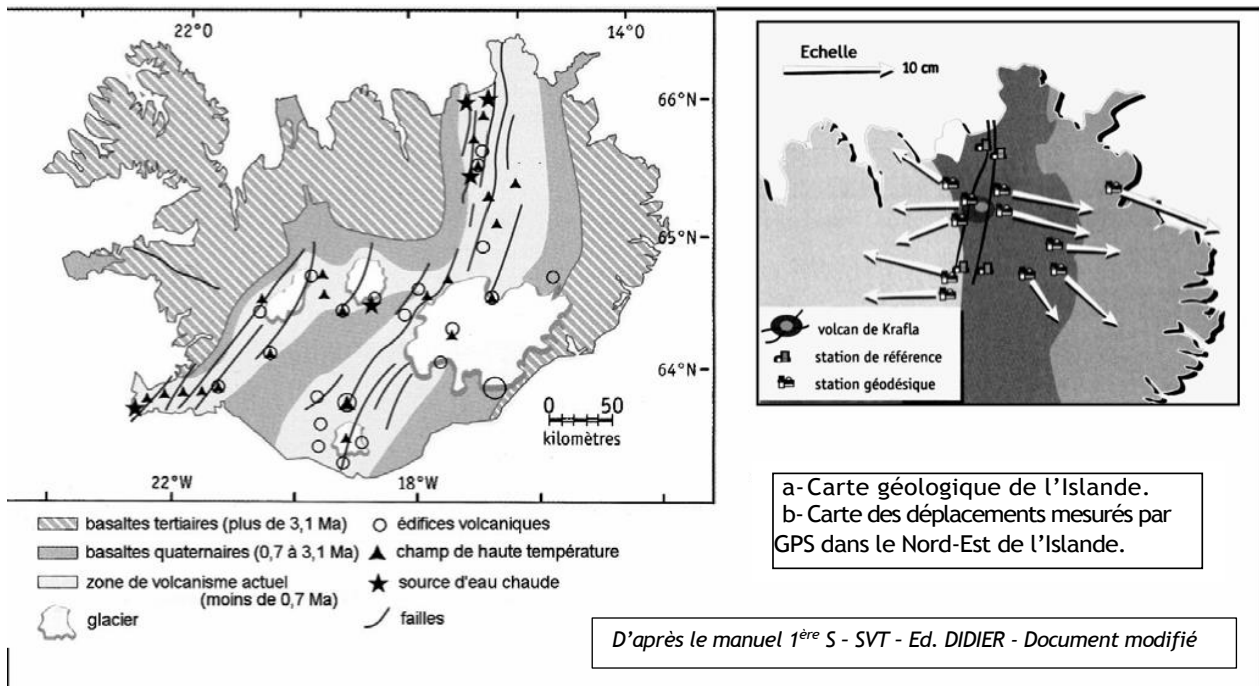 22°O
14°O
66°N
65°N
64°N
0 50
kilomètres
22°W
18°W
basaltes tertiaires (plus de 3,1 Ma)
basaltes quaternaires (0,7 à 3,1 Ma)
zone de volcanisme actuel
(moins de 0,7 Ma)
glacier
édifices volcaniques
champ de haute température
source d'eau chaude
failles
Echelle
10 cm
volcan de Krafla
station de référence
station géodésique
a- Carte géologique de l'Islande.
b- Carte des déplacements mesurés par
GPS dans le Nord-Est de l'Islande.
D'après le manuel 1ère S – SVT – Ed. DIDIER - Document modifié